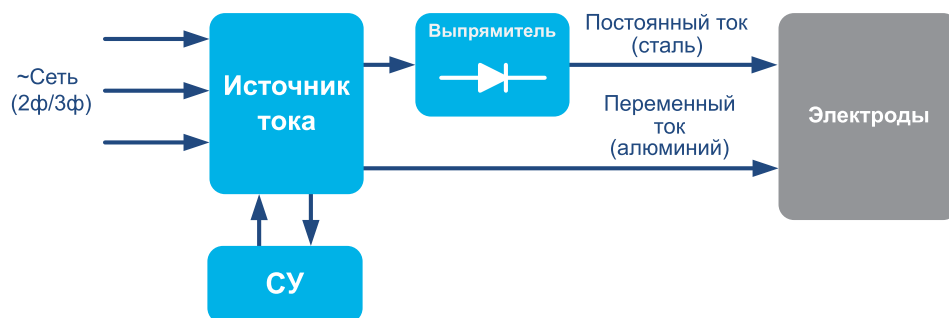 ~Сеть
(2ф/3ф)
Источник
тока
Выпрямитель
Постоянный ток
(сталь)
Переменный
ток
(алюминий)
Электроды
СУ